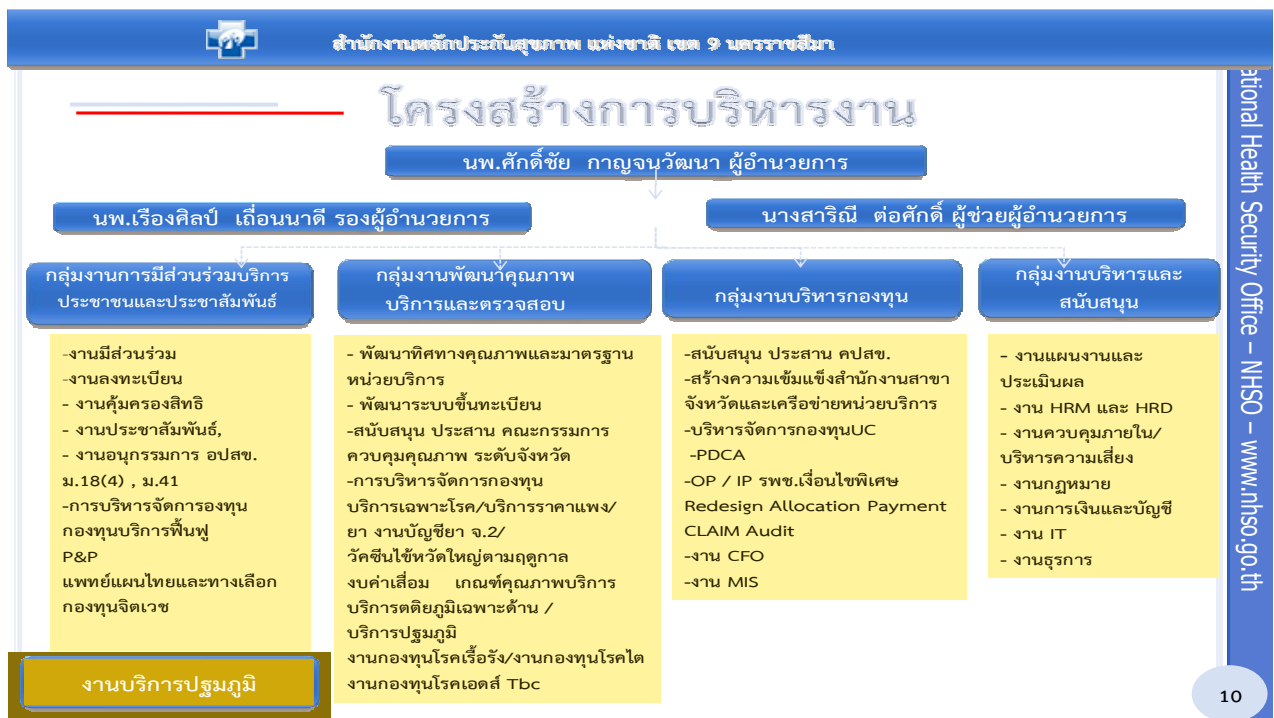 สำนักงานหลักประกันสุขภาพ แห่งชาติ เขต 9 นครราชสีมา
โครงสร้างการบริหารงาน
นพ.ศักดิ์ชัย กาญจนวัฒนา ผู้อำนวยการ
นพ.เรืองศิลป์ เถื่อนนาดี รองผู้อำนวยการ
นางสาริณี ต่อศักดิ์ ผู้ช่วยผู้อำนวยการ
กลุ่มงานการมีส่วนร่วมบริการ
ประชาชนและประชาสัมพันธ์
-งานมีส่วนร่วม
-งานลงทะเบียน
- งานคุ้มครองสิทธิ
- งานประชาสัมพันธ์,
- งานอนุกรรมการ อปสข.
ม.18(4) , ม.41
-การบริหารจัดการองทุน
กองทุนบริการฟื้นฟู
P&P
แพทย์แผนไทยและทางเลือก
กองทุนจิตเวช
งานบริการปฐมภูมิ
กลุ่มงานพัฒนาคุณภาพ
บริการและตรวจสอบ
- พัฒนาทิศทางคุณภาพและมาตรฐาน
หน่วยบริการ
- พัฒนาระบบขึ้นทะเบียน
-สนับสนุน ประสาน คณะกรรมการ
ควบคุมคุณภาพ ระดับจังหวัด
-การบริหารจัดการกองทุน
บริการเฉพาะโรค/บริการราคาแพง/
ยา งานบัญชียา จ.2/
วัคซีนไข้หวัดใหญ่ตามฤดูกาล
งบค่าเสื่อม เกณฑ์คุณภาพบริการ
บริการตติยภูมิเฉพาะด้าน /
บริการปฐมภูมิ
งานกองทุนโรคเรื้อรัง/งานกองทุนโรคไต
งานกองทุนโรคเอดส์ Tbc
กลุ่มงานบริหารกองทุน
-สนับสนุน ประสาน คปสข.
-สร้างความเข้มแข็งสำนักงานสาขา
จังหวัดและเครือข่ายหน่วยบริการ
-บริหารจัดการกองทุนUC
-PDCA
-OP / IP รพช.เงื่อนไขพิเศษ
Redesign Allocation Payment
CLAIM Audit
-งาน CFO
-งาน MIS
กลุ่มงานบริหารและ
สนับสนุน
- งานแผนงานและ
ประเมินผล
- งาน HRM และ HRD
- งานควบคุมภายใน/
บริหารความเสี่ยง
- งานกฏหมาย
- งานการเงินและบัญชี
- งาน IT
- งานธุรการ
ational Health Security Office – NHSO – www.nhso.go.th
10